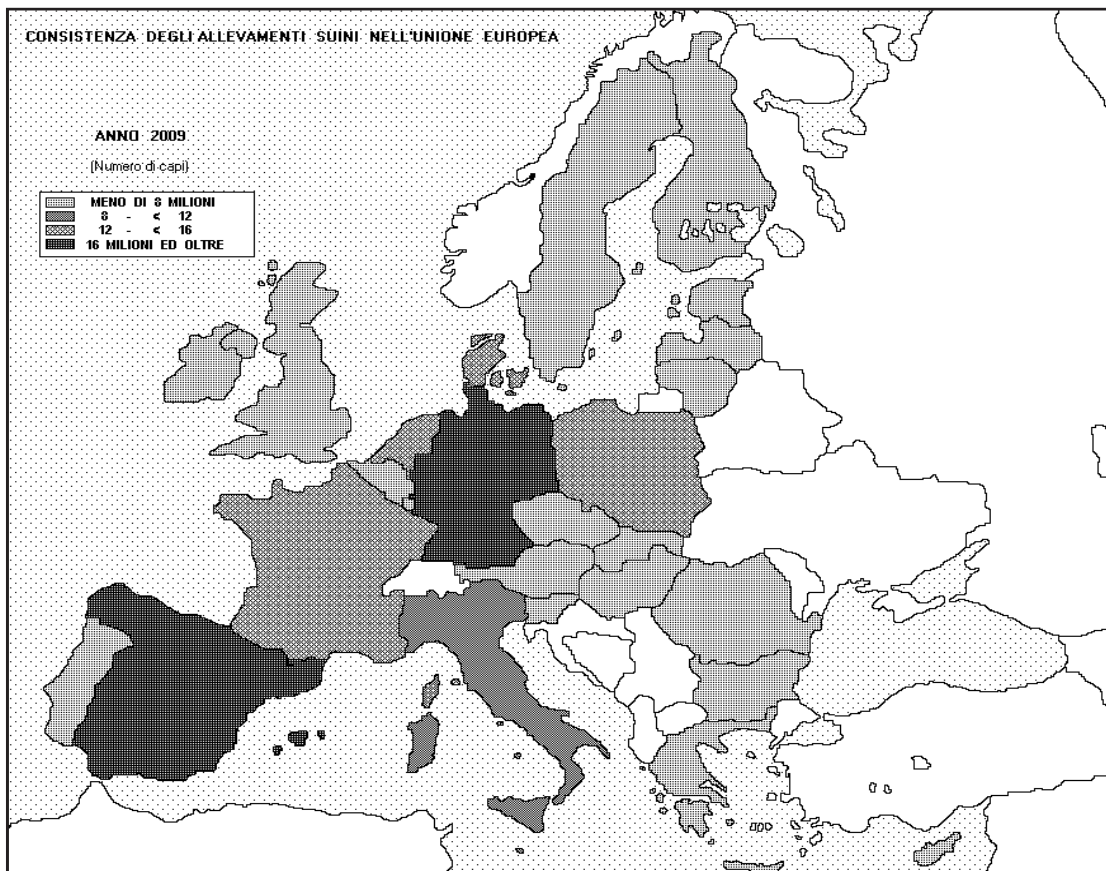 CONSISTENZA DEGLI ALLEVAMENTI SUINI NELL'UNIONE EUROPEA
ANNO 2009
(Numero di capi)
MENO DI 8 MILIONI
8 - < 12
12 - < 16
16 MILIONI ED OLTRE